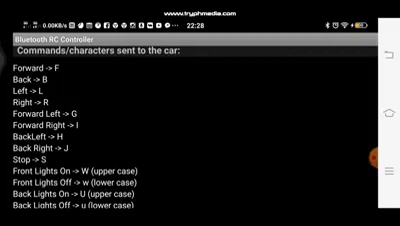 www.tryphmedia.com
0.00KB/s
22:28
Bluetooth RC Controller
Commands/characters sent to the car:
Forward -> F
Back -> B
Left -> L
Right -> R
Forward Left -> G
Forward Right -> I
BackLeft -> H
Back Right -> J
Stop -> S
Front Lights On -> W (upper case)
Front Lights Off -> w (lower case)
Back Lights On -> U (upper case)
Back Lights Off -> u (lower case)